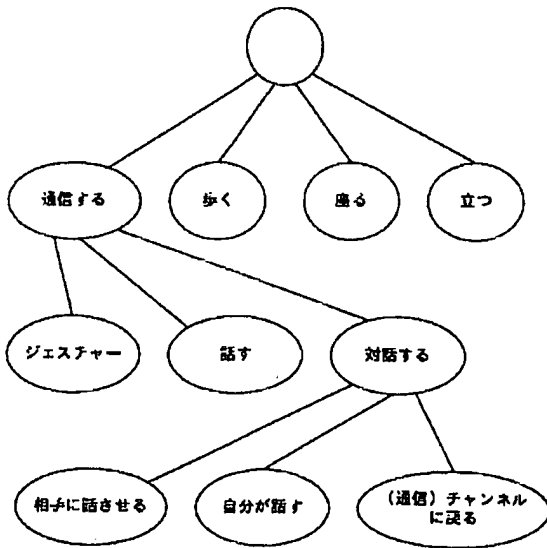 通信する
歩く
座る
立つ
ジェスチャー
話す
対話する
相手に話させる
自分が話す
（通信）チャンネル
に戻る